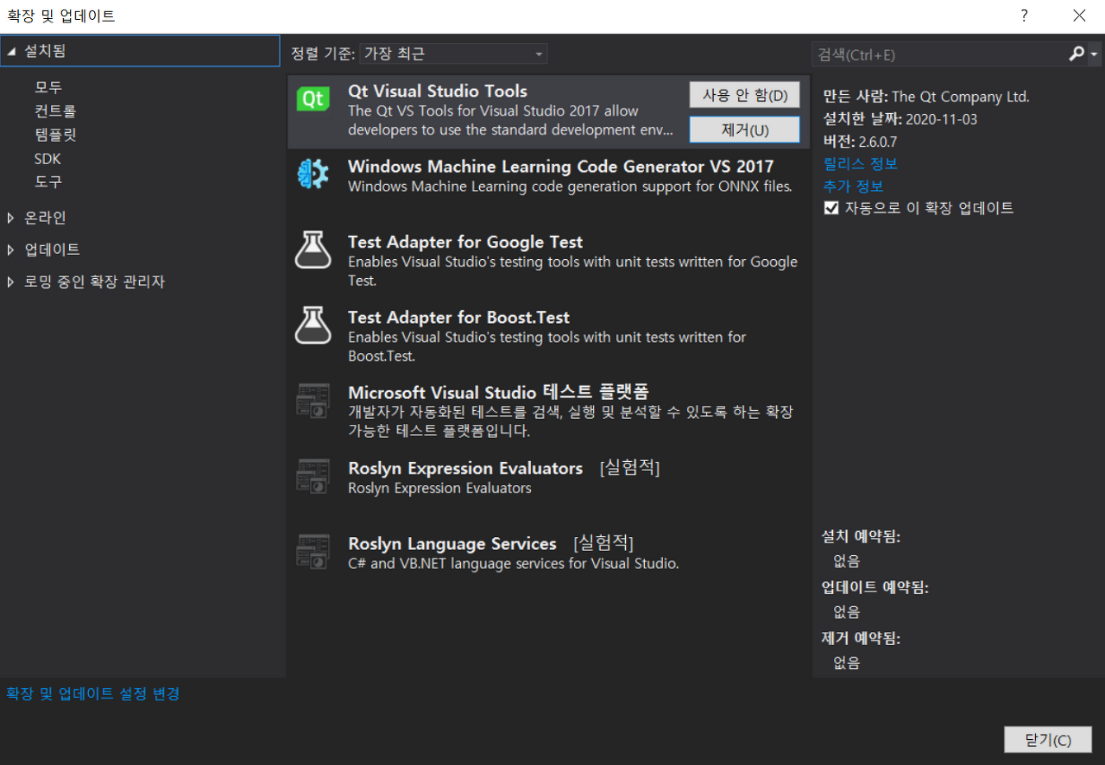 확장 및 업데이트
?
설치됨
모두
컨트롤
템플릿
SDK
도구
온라인
업데이트
로밍 중인 확장 관리자
확장 및 업데이트 설정 변경
정렬 기준: 가장 최근
Qt
Qt Visual Studio Tools
The Qt VS Tools for Visual Studio 2017 allow
developers to use the standard development env...
사용 안 함(D)
제거(U)
Windows Machine Learning Code Generator VS 2017
Windows Machine Learning code generation support for ONNX files.
Test Adapter for Google Test
Enables Visual Studio's testing tools with unit tests written for Google
Test.
Test Adapter for Boost.Test
Enables Visual Studio's testing tools with unit tests written for
Boost.Test.
Microsoft Visual Studio 테스트 플랫폼
개발자가 자동화된 테스트를 검색, 실행 및 분석할 수 있도록 하는 확장
가능한 테스트 플랫폼입니다.
Roslyn Expression Evaluators [실험적]
Roslyn Expression Evaluators
Roslyn Language Services [실험적]
C# and VB.NET language services for Visual Studio.
검색(Ctrl+E)
만든 사람: The Qt Company Ltd.
설치한 날짜: 2020-11-03
버전: 2.6.0.7
릴리스 정보
추가 정보
자동으로 이 확장 업데이트
설치 예약됨:
없음
업데이트 예약됨:
없음
제거 예약됨:
없음
닫기(C)